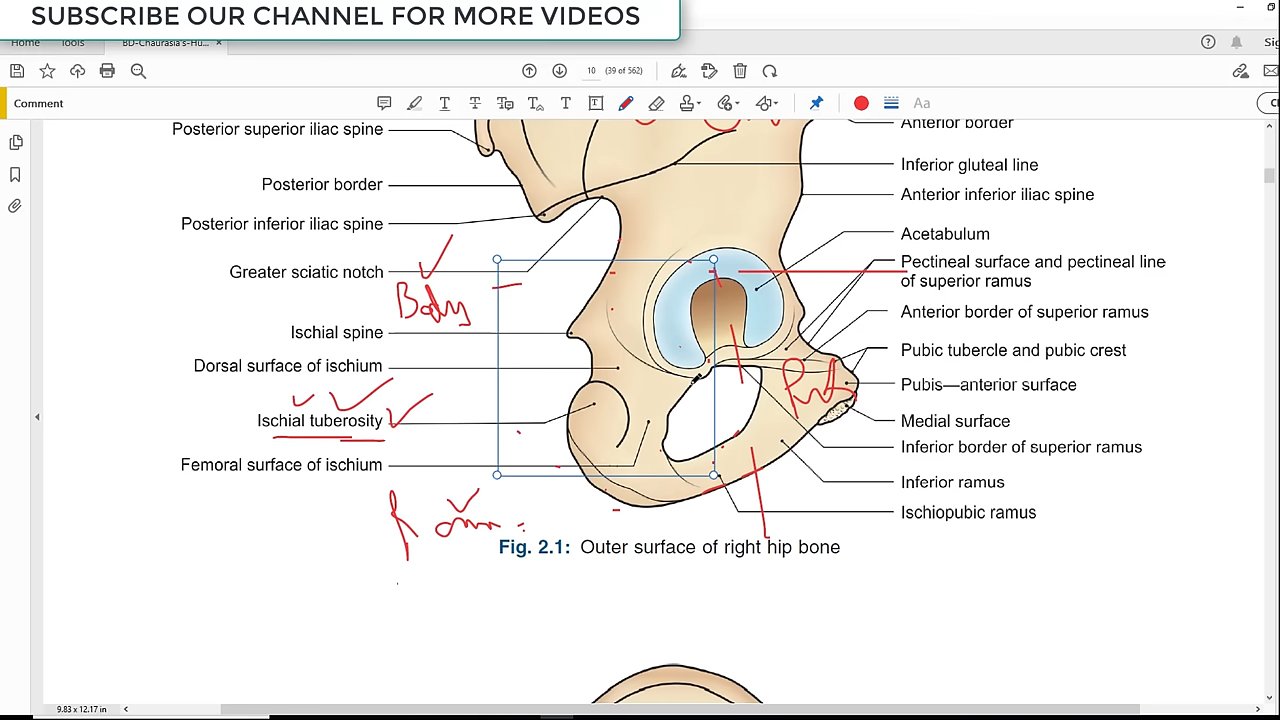 SUBSCRIBE OUR CHANNEL FOR MORE VIDEOS
Home Tools BD-Chaurasia's-Hu... × Sig
10 (39 of 562)
Comment
Aa
Posterior superior iliac spine
Posterior border
Posterior inferior iliac spine
Greater sciatic notch
Body
Ischial spine
Dorsal surface of ischium
Ischial tuberosity
Femoral surface of ischium
Anterior border
Inferior gluteal line
Anterior inferior iliac spine
Acetabulum
Pectineal surface and pectineal line
of superior ramus
Anterior border of superior ramus
Pubic tubercle and pubic crest
Pubis—anterior surface
Medial surface
Inferior border of superior ramus
Inferior ramus
Ischiopubic ramus
Fig. 2.1: Outer surface of right hip bone
9.83 x 12.17 in